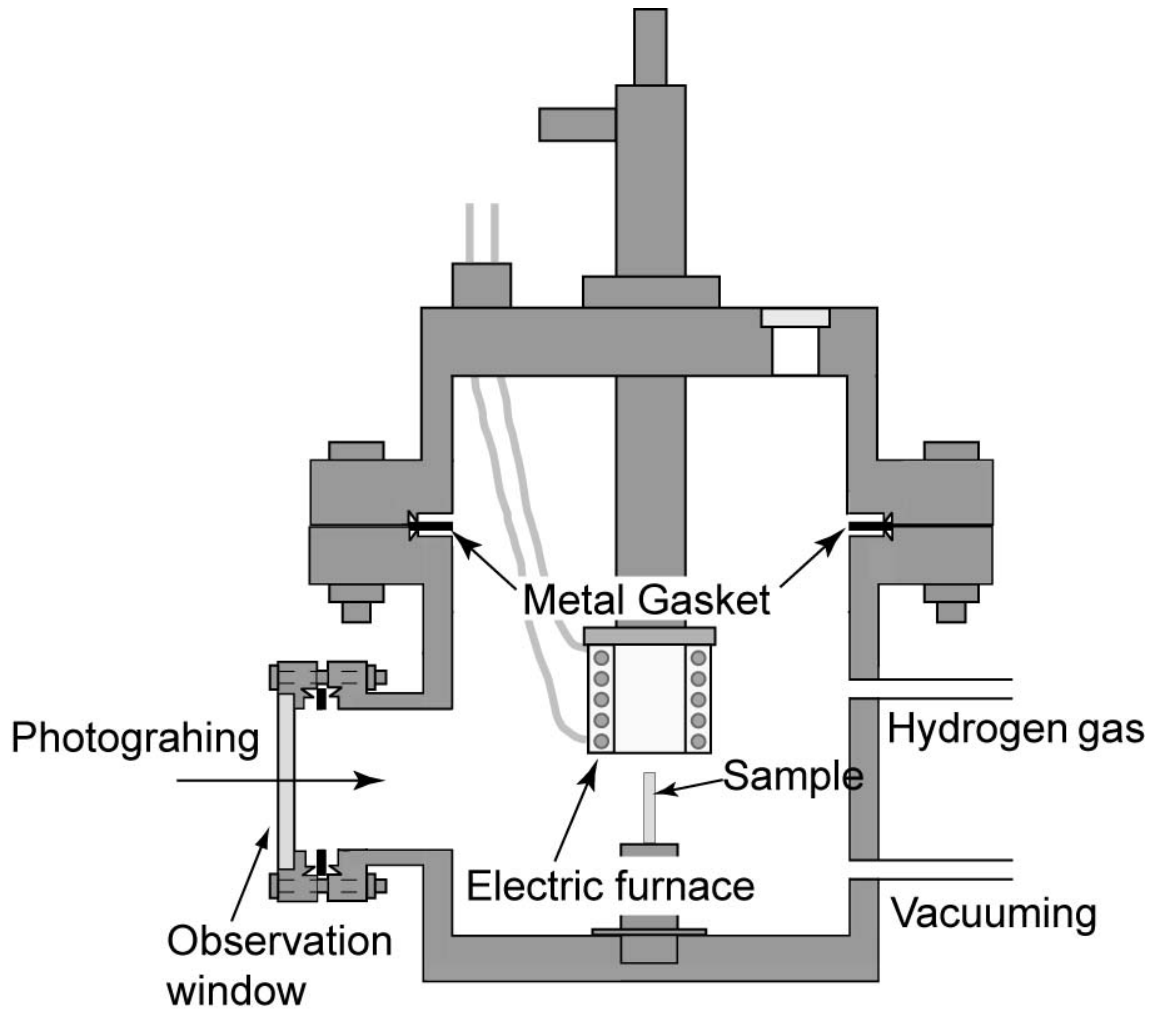 Metal Gasket
Photograhing
Hydrogen gas
Sample
Electric furnace
Vacuuming
Observation
window